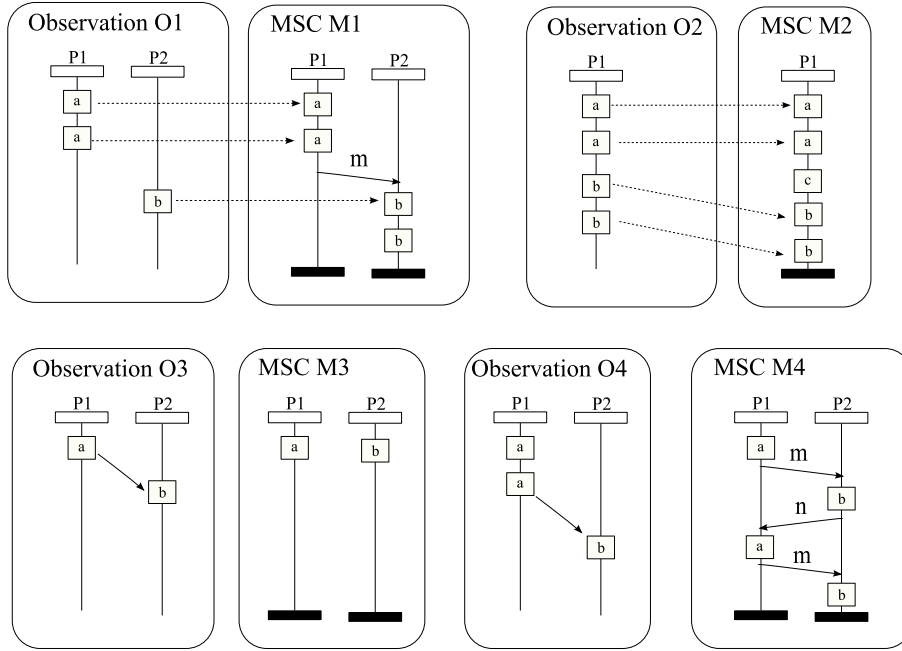 Observation O1
MSC M1
Observation O2
MSC M2
P1 P2
P1 P2
P1
P1
a
a
a
a
a
a
a
a
m
c
b
b
b
b
b
b
b
Observation O3
MSC M3
Observation O4
MSC M4
P1 P2
P1 P2
P1 P2
P1 P2
a
a
b
a
a
m
b
a
b
n
b
a
m
b